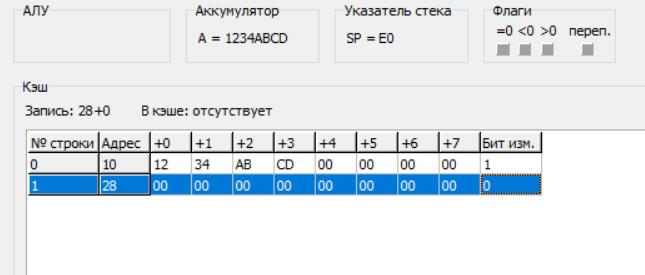 АЛУ
Аккумулятор
Указатель стека
Флаги
A = 1234ABCD
SP = E0
=0 <0 >0 переп.
Кэш
Запись: 28+0 В кэше: отсутствует
№ строки Адрес +0 +1 +2 +3 +4 +5 +6 +7 Бит изм.
0 10 12 34 AB CD 00 00 00 00 1
1 28 00 00 00 00 00 00 00 00 0